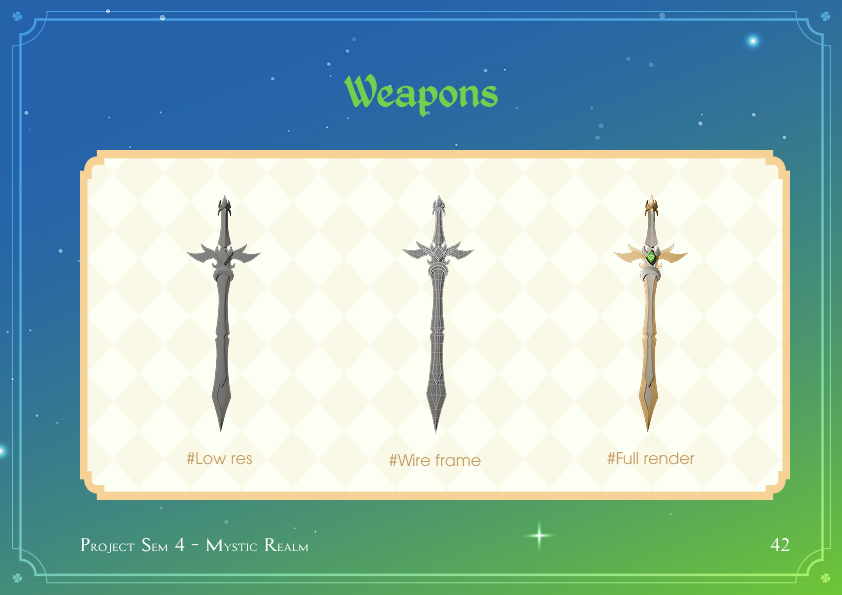 Weapons
#Low res
#Wire frame
#Full render
Project Sem 4 - Mystic Realm
42